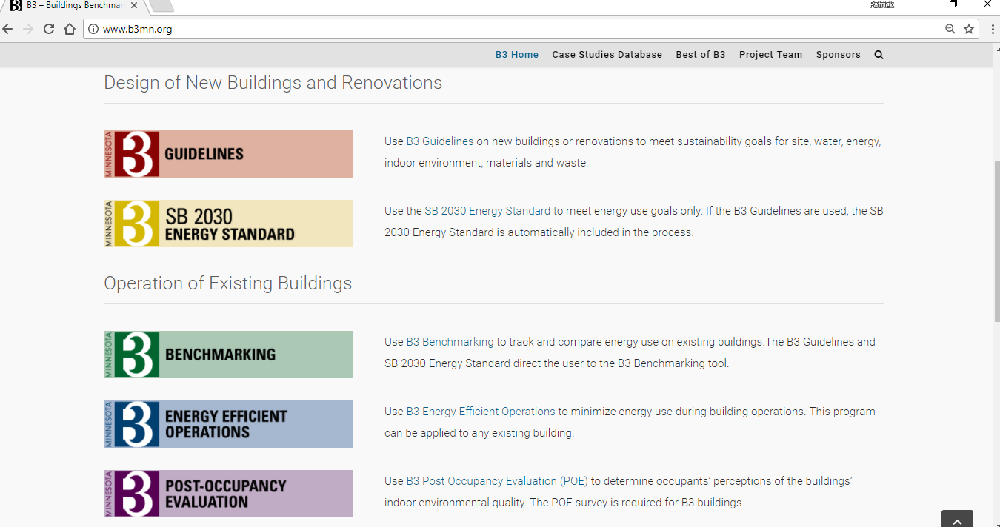 B3 – Buildings Benchmar
Patrick
www.b3mn.org
B3 Home
Case Studies Database
Best of B3
Project Team
Sponsors
Design of New Buildings and Renovations
MINNESOTA
B3
GUIDELINES
Use B3 Guidelines on new buildings or renovations to meet sustainability goals for site, water, energy,
indoor environment, materials and waste.
MINNESOTA
B3
SB 2030
ENERGY STANDARD
Use the SB 2030 Energy Standard to meet energy use goals only. If the B3 Guidelines are used, the SB
2030 Energy Standard is automatically included in the process.
Operation of Existing Buildings
MINNESOTA
B3
BENCHMARKING
Use B3 Benchmarking to track and compare energy use on existing buildings.The B3 Guidelines and
SB 2030 Energy Standard direct the user to the B3 Benchmarking tool.
MINNESOTA
B3
ENERGY EFFICIENT
OPERATIONS
Use B3 Energy Efficient Operations to minimize energy use during building operations. This program
can be applied to any existing building.
MINNESOTA
B3
POST-OCCUPANCY
EVALUATION
Use B3 Post Occupancy Evaluation (POE) to determine occupants’ perceptions of the buildings’
indoor environmental quality. The POE survey is required for B3 buildings.